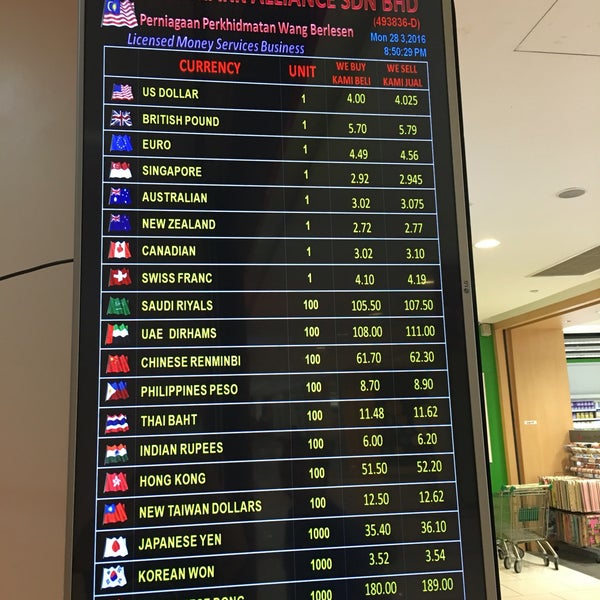 ALLIANCE SDN BHD
(493836-D)
Perniagaan Perkhidmatan Wang Berlesen
Licensed Money Services Business
Mon 28 3,2016
8:50:29 PM
CURRENCY UNIT WE BUY KAMI BELI WE SELL KAMI JUAL
US DOLLAR 1 4.00 4.025
BRITISH POUND 1 5.70 5.79
EURO 1 4.49 4.56
SINGAPORE 1 2.92 2.945
AUSTRALIAN 1 3.02 3.075
NEW ZEALAND 1 2.72 2.77
CANADIAN 1 3.02 3.10
SWISS FRANC 1 4.10 4.19
SAUDI RIYALS 100 105.50 107.50
UAE DIRHAMS 100 108.00 111.00
CHINESE RENMINBI 100 61.70 62.30
PHILIPPINES PESO 100 8.70 8.90
THAI BAHT 100 11.48 11.62
INDIAN RUPEES 100 6.00 6.20
HONG KONG 100 51.50 52.20
NEW TAIWAN DOLLARS 100 12.50 12.62
JAPANESE YEN 1000 35.40 36.10
KOREAN WON 1000 3.52 3.54
1000 180.00 189.00
LG